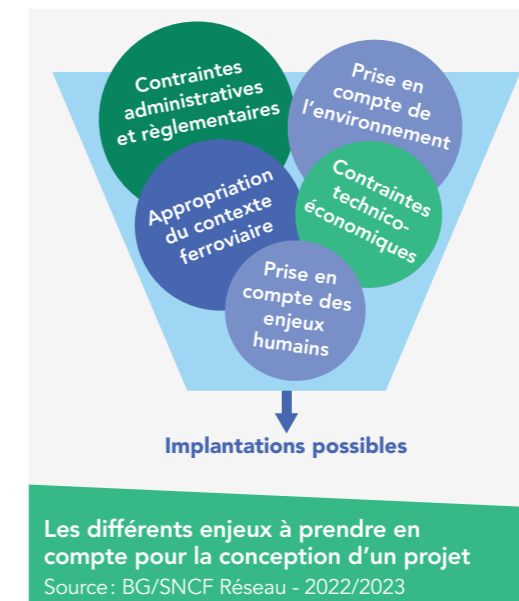 Contraintes
administratives
et règlementaires
Prise en
compte de
l'environnement
Appropriation
du contexte
ferroviaire
Contraintes
technico-
économiques
Prise en
compte des
enjeux
humains
Implantations possibles
Les différents enjeux à prendre en
compte pour la conception d'un projet
Source : BG/SNCF Réseau - 2022/2023